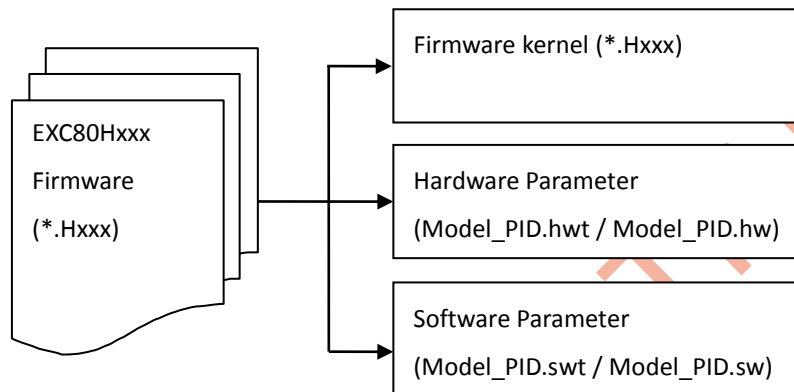 EXC80Hxxx
Firmware
(*.Hxxx)
Firmware kernel (*.Hxxx)
Hardware Parameter
(Model_PID.hwt / Model_PID.hw)
Software Parameter
(Model_PID.swt / Model_PID.sw)